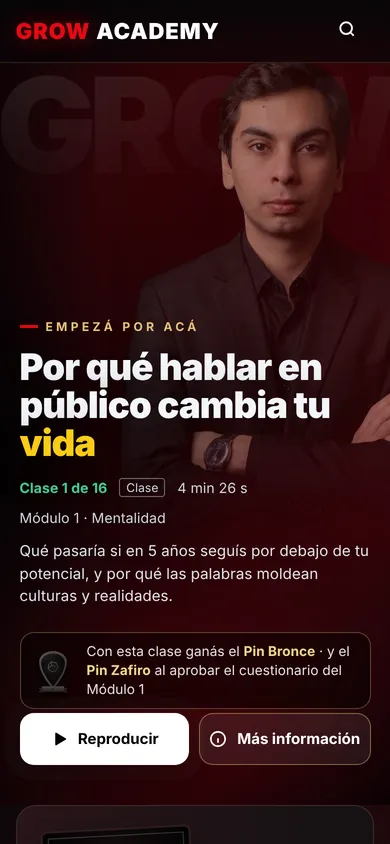 GROW ACADEMY
GROW
EMPEZÁ POR ACÁ
Por qué hablar en
público cambia tu
vida
Clase 1 de 16 Clase 4 min 26 s
Módulo 1 · Mentalidad
Qué pasaría si en 5 años seguís por debajo de tu
potencial, y por qué las palabras moldean
culturas y realidades.
Con esta clase ganás el Pin Bronce · y el
Pin Zafiro al aprobar el cuestionario del
Módulo 1
Reproducir
Más información